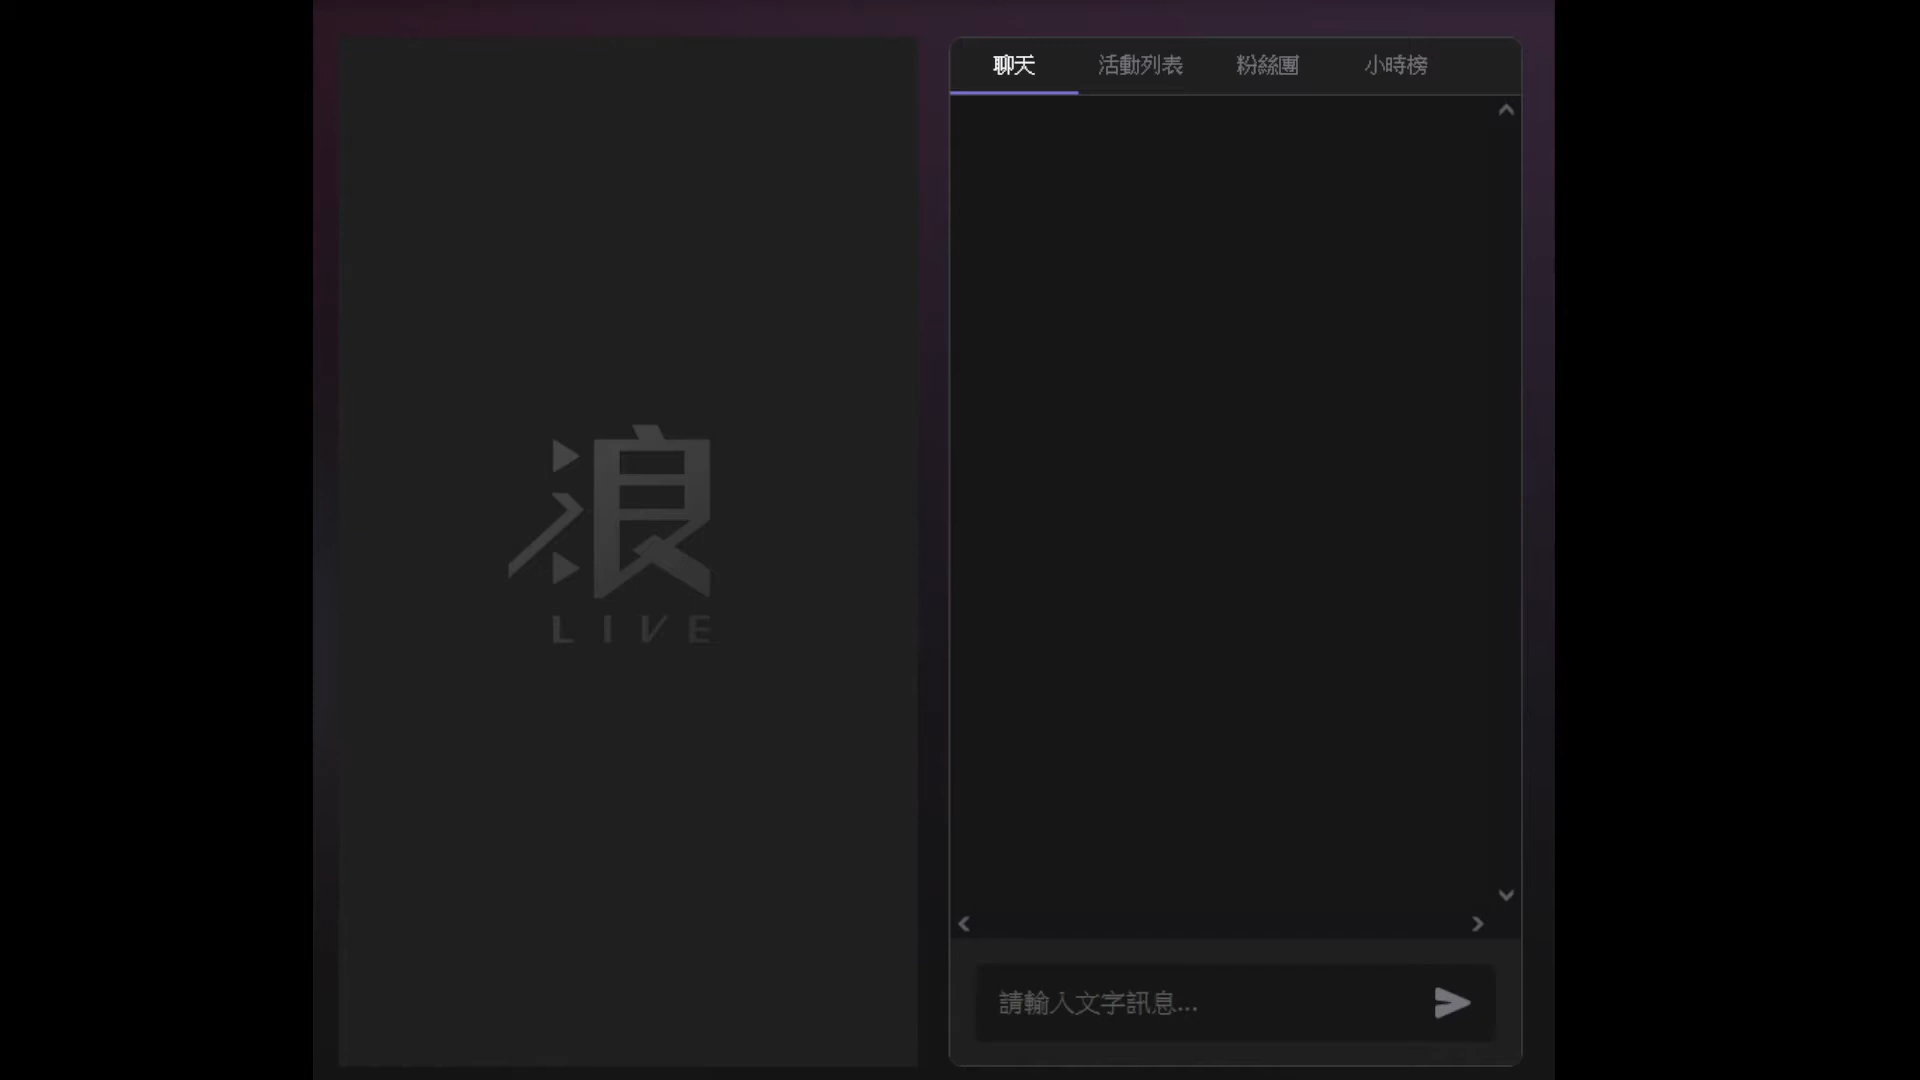 浪
LIVE
聊天
活動列表
粉絲團
小時榜
請輸入文字訊息...